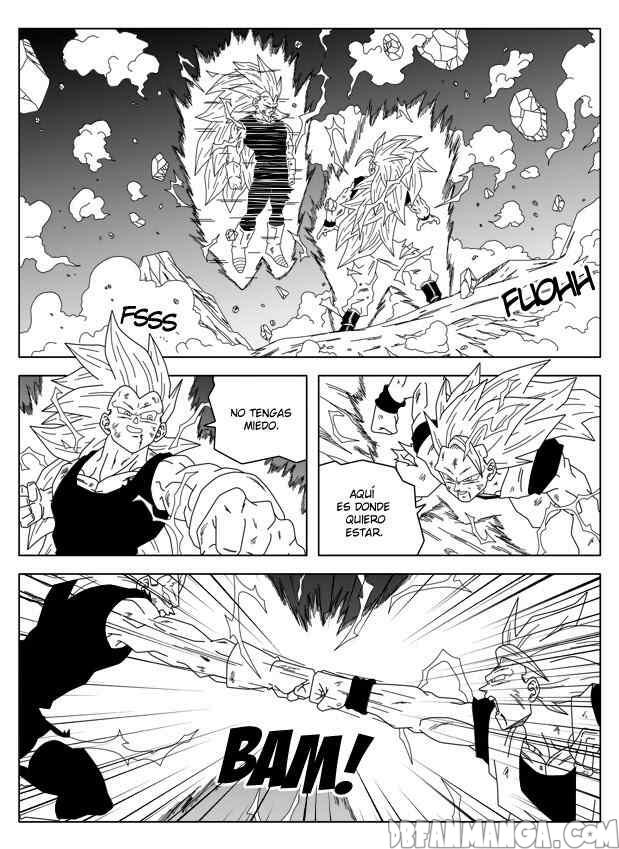 FSSS
FUOHH
NO TENGAS
MIEDO.
AQUÍ
ES DONDE
QUIERO
ESTAR.
BAM!
DBFANMANGA.COM